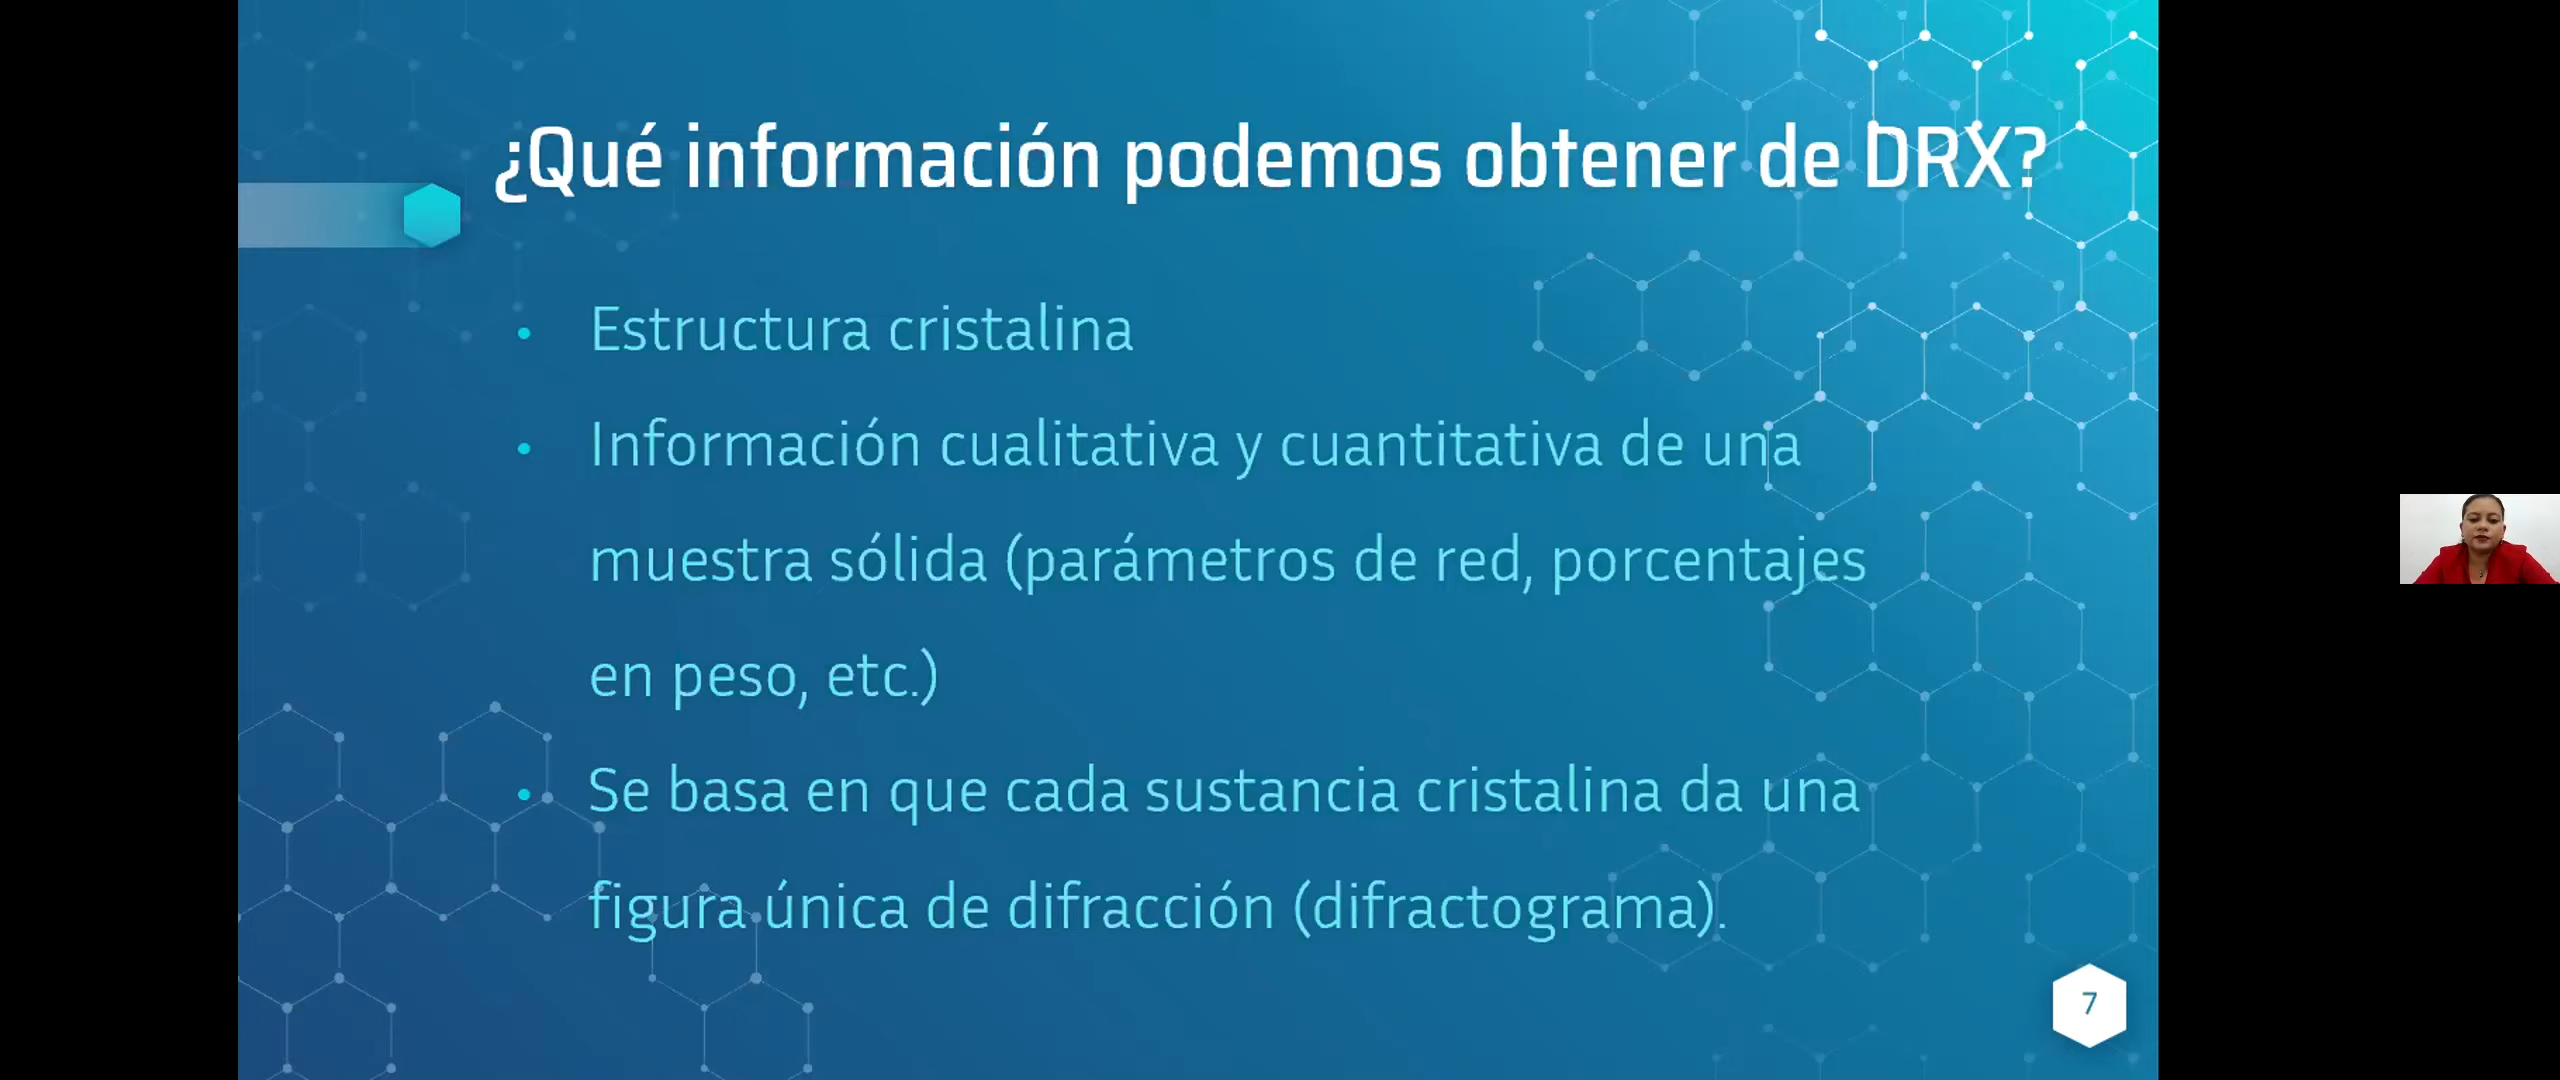 ¿Qué información podemos obtener de DRX?
• Estructura cristalina
• Información cualitativa y cuantitativa de una
muestra sólida (parámetros de red, porcentajes
en peso, etc.)
• Se basa en que cada sustancia cristalina da una
figura única de difracción (difractograma).
7